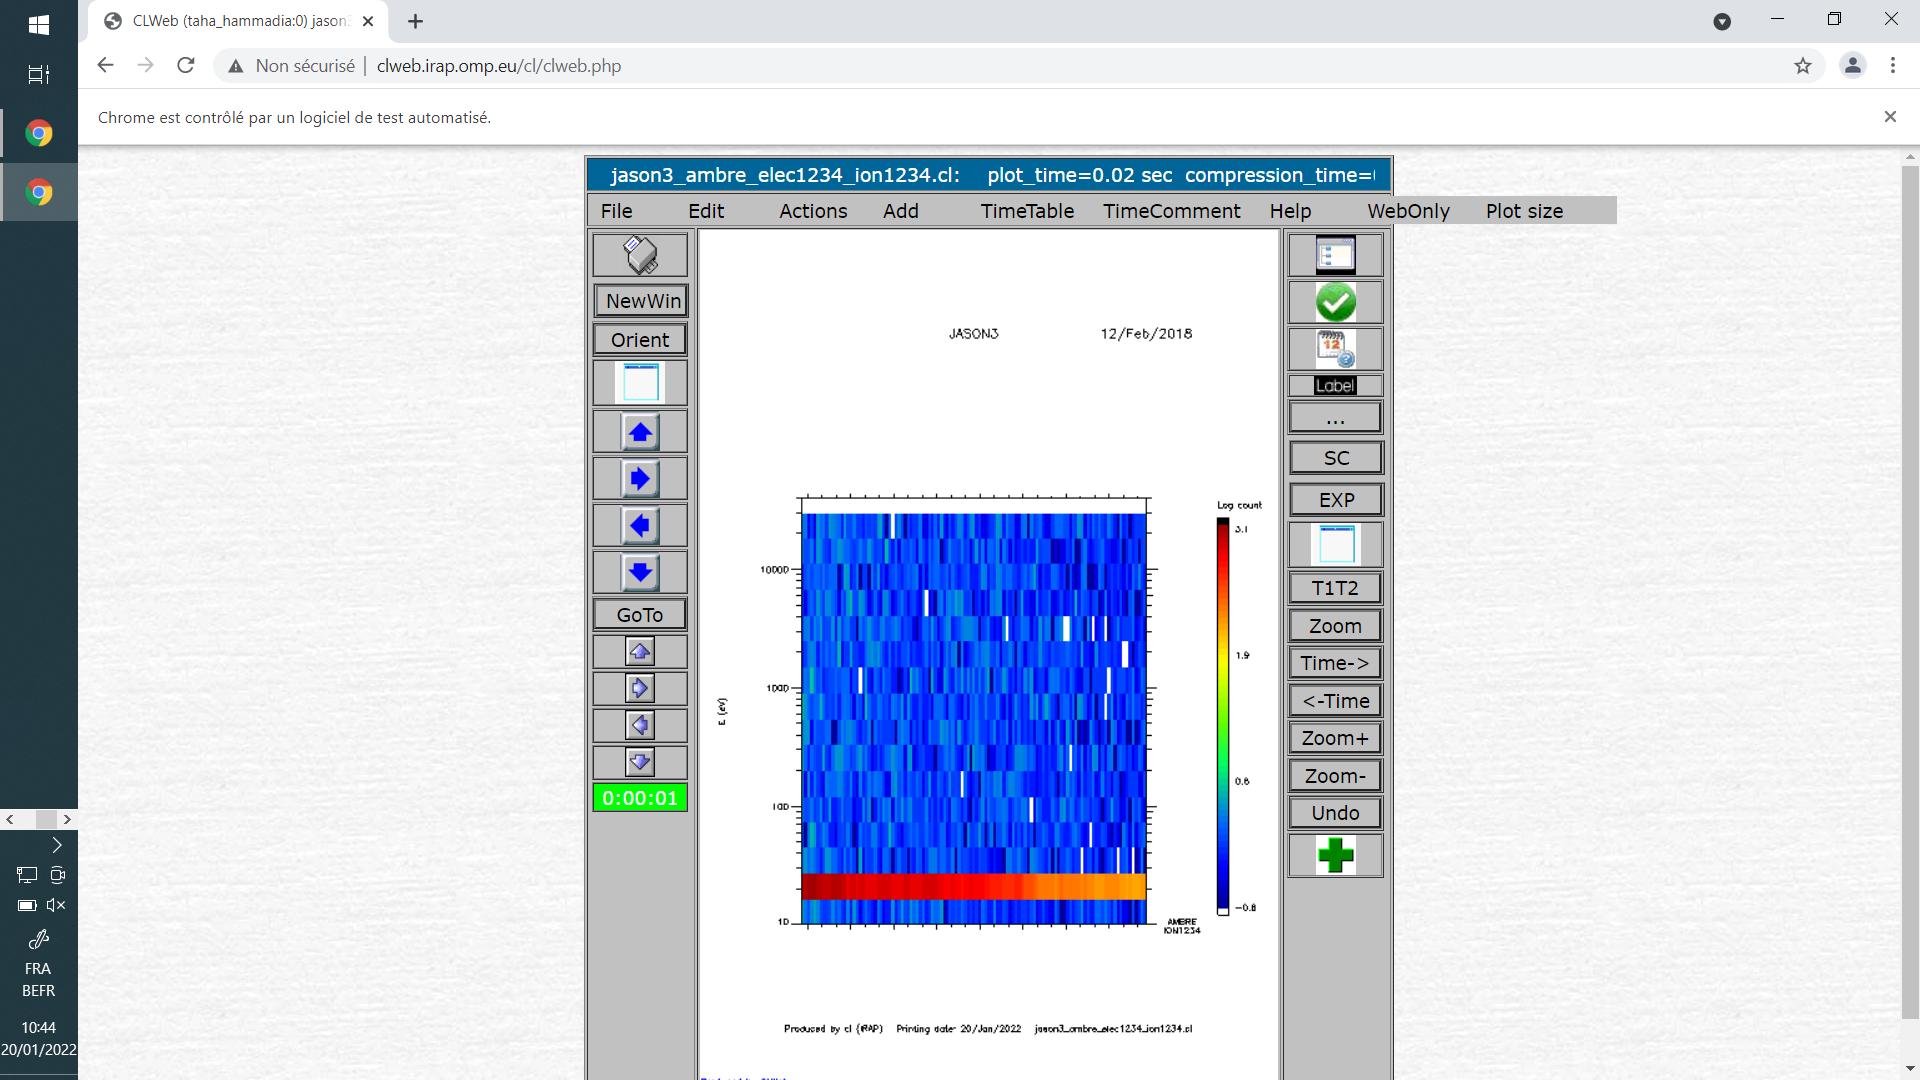 CLWeb (taha_hammadia:0) jason3
Non sécurisé | clweb.irap.omp.eu/cl/clweb.php
Chrome est contrôlé par un logiciel de test automatisé.
jason3_ambre_elec1234_ion1234.cl: plot_time=0.02 sec compression_time=
File Edit Actions Add TimeTable TimeComment Help WebOnly Plot size
NewWin
Orient
GoTo
0:00:01
JASON3 12/Feb/2018
Log count
3.1
1.9
0.6
-0.8
10000
1000
100
10
E (eV)
AMBRE
ION1234
Produced by cl (IRAP) Printing date: 20/Jan/2022 jason3_ambre_elec1234_ion1234.cl
12
Label
...
SC
EXP
T1T2
Zoom
Time->
<-Time
Zoom+
Zoom-
Undo
FRA
BEFR
10:44
20/01/2022